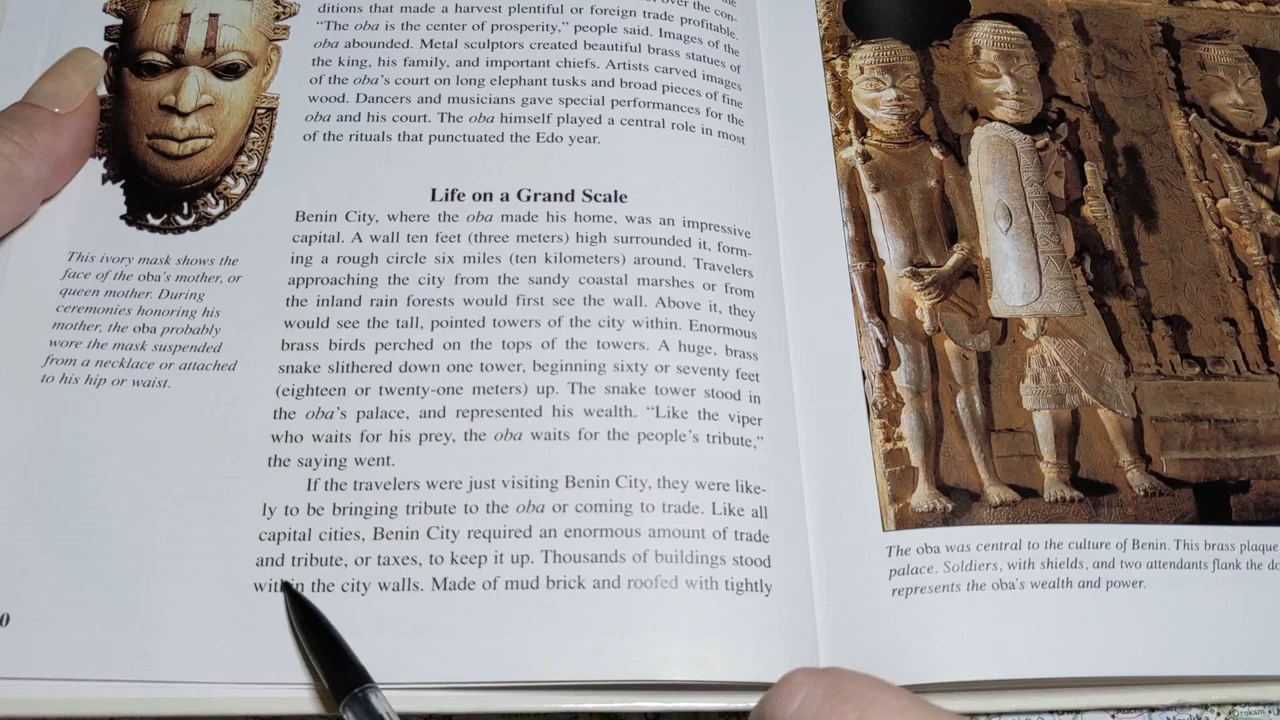 over the con-
ditions that made a harvest plentiful or foreign trade profitable.
“The oba is the center of prosperity,” people said. Images of the
oba abounded. Metal sculptors created beautiful brass statues of
the king, his family, and important chiefs. Artists carved images
of the oba’s court on long elephant tusks and broad pieces of fine
wood. Dancers and musicians gave special performances for the
oba and his court. The oba himself played a central role in most
of the rituals that punctuated the Edo year.
Life on a Grand Scale
Benin City, where the oba made his home, was an impressive
capital. A wall ten feet (three meters) high surrounded it, form-
ing a rough circle six miles (ten kilometers) around. Travelers
approaching the city from the sandy coastal marshes or from
the inland rain forests would first see the wall. Above it, they
would see the tall, pointed towers of the city within. Enormous
brass birds perched on the tops of the towers. A huge, brass
snake slithered down one tower, beginning sixty or seventy feet
(eighteen or twenty-one meters) up. The snake tower stood in
the oba’s palace, and represented his wealth. “Like the viper
who waits for his prey, the oba waits for the people’s tribute,”
the saying went.
If the travelers were just visiting Benin City, they were like-
ly to be bringing tribute to the oba or coming to trade. Like all
capital cities, Benin City required an enormous amount of trade
and tribute, or taxes, to keep it up. Thousands of buildings stood
within the city walls. Made of mud brick and roofed with tightly
This ivory mask shows the
face of the oba’s mother, or
queen mother. During
ceremonies honoring his
mother, the oba probably
wore the mask suspended
from a necklace or attached
to his hip or waist.
0
The oba was central to the culture of Benin. This brass plaque
palace. Soldiers, with shields, and two attendants flank the do
represents the oba’s wealth and power.